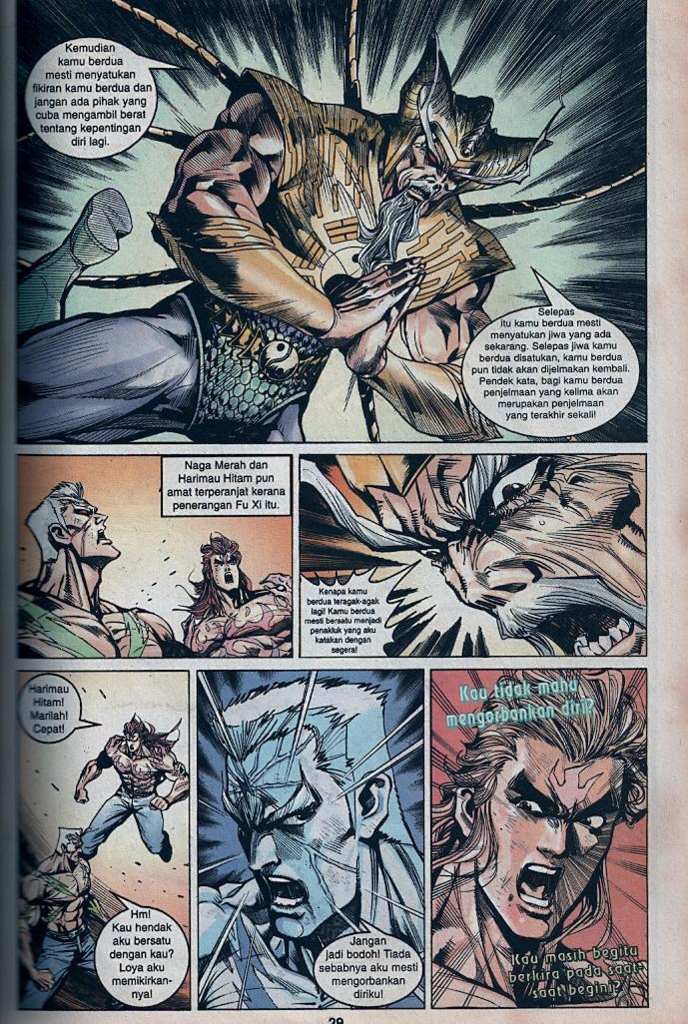 Kemudian
kamu berdua
mesti menyatukan
fikiran kamu berdua dan
jangan ada pihak yang
cuba mengambil berat
tentang kepentingan
diri lagi.
Selepas
itu kamu berdua mesti
menyatukan jiwa yang ada
sekarang. Selepas jiwa kamu
berdua disatukan, kamu berdua
pun tidak akan dijelmakan kembali.
Pendek kata, bagi kamu berdua
penjelmaan yang kelima akan
merupakan penjelmaan
yang terakhir sekali!
Naga Merah dan
Harimau Hitam pun
amat terperanjat kerana
penerangan Fu Xi itu.
Kenapa kamu
berdua teragak-agak
lagi! Kamu berdua
mesti bersatu menjadi
penakluk yang aku
katakan dengan
segera!
Harimau
Hitam!
Marilah!
Cepat!
Hm!
Kau hendak
aku bersatu
dengan kau?
Loya aku
memikirkan-
nya!
Jangan
jadi bodoh! Tiada
sebabnya aku mesti
mengorbankan
diriku!
Kau tidak mahu
mengorbankan diri?
Kau masih begitu
berkira pada saat-
saat begini?
29